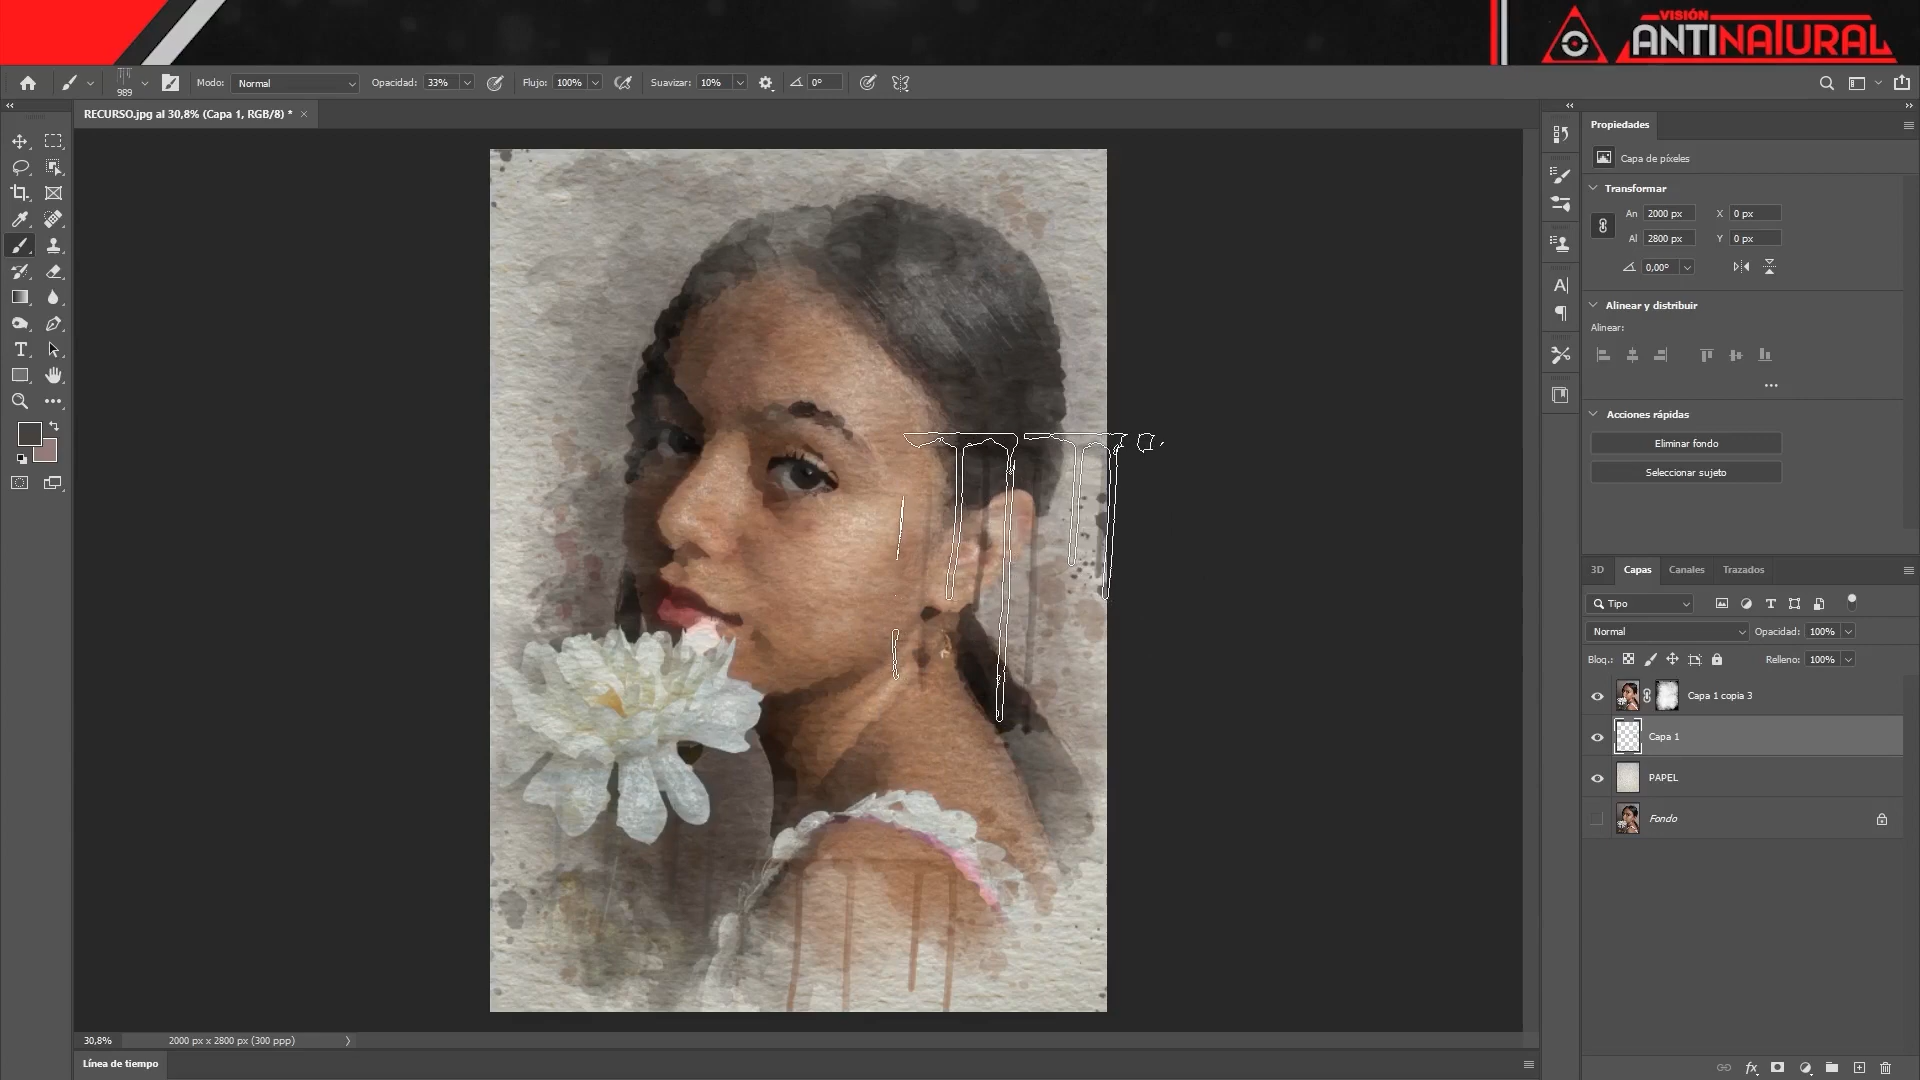 VISIÓN
ANTINATURAL
989
Modo: Normal
Opacidad: 33%
Flujo: 100%
Suavizar: 10%
0°
RECURSO.jpg al 30,8% (Capa 1, RGB/8) *
Propiedades
Capa de píxeles
Transformar
An 2000 px X 0 px
Al 2800 px Y 0 px
0,00°
Alinear y distribuir
Alinear:
Acciones rápidas
Eliminar fondo
Seleccionar sujeto
3D Capas Canales Trazados
Tipo
Normal Opacidad: 100%
Bloq.: Relleno: 100%
Capa 1 copia 3
Capa 1
PAPEL
Fondo
30,8% 2000 px x 2800 px (300 ppp)
Línea de tiempo